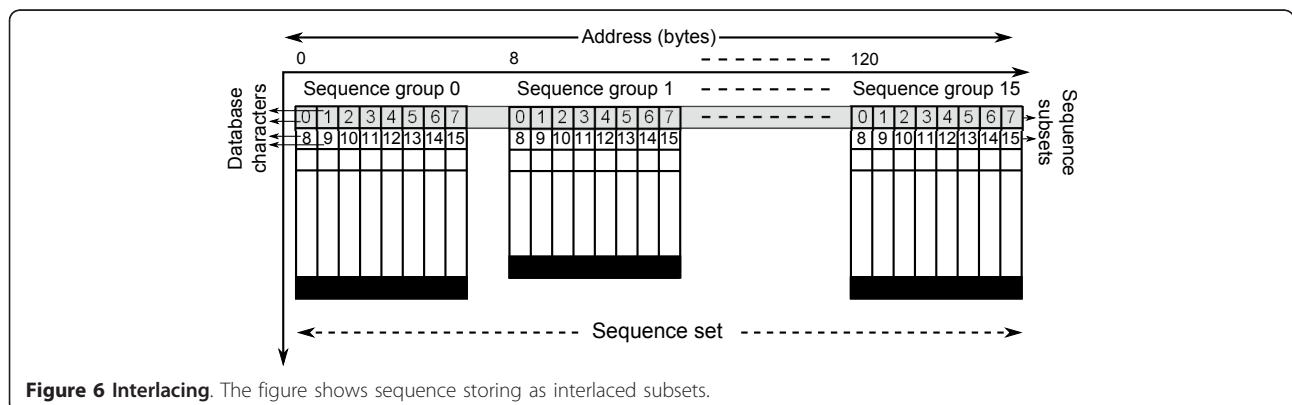 Address (bytes)
0 8 120
Sequence group 0 Sequence group 1 Sequence group 15
Database characters
0 1 2 3 4 5 6 7 0 1 2 3 4 5 6 7 0 1 2 3 4 5 6 7
8 9 10 11 12 13 14 15 8 9 10 11 12 13 14 15 8 9 10 11 12 13 14 15
Sequence subsets
Sequence set
Figure 6 Interlacing. The figure shows sequence storing as interlaced subsets.